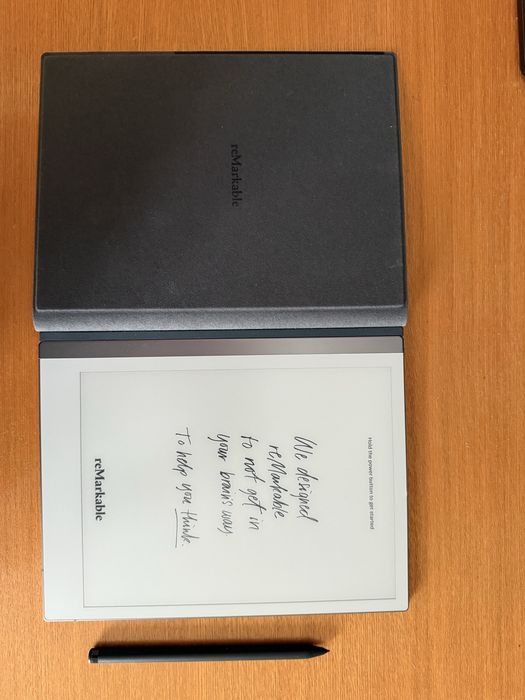 reMarkable
Hold the power button to get started
We designed
reMarkable
to not get in
your brain's way
To help you think.
reMarkable